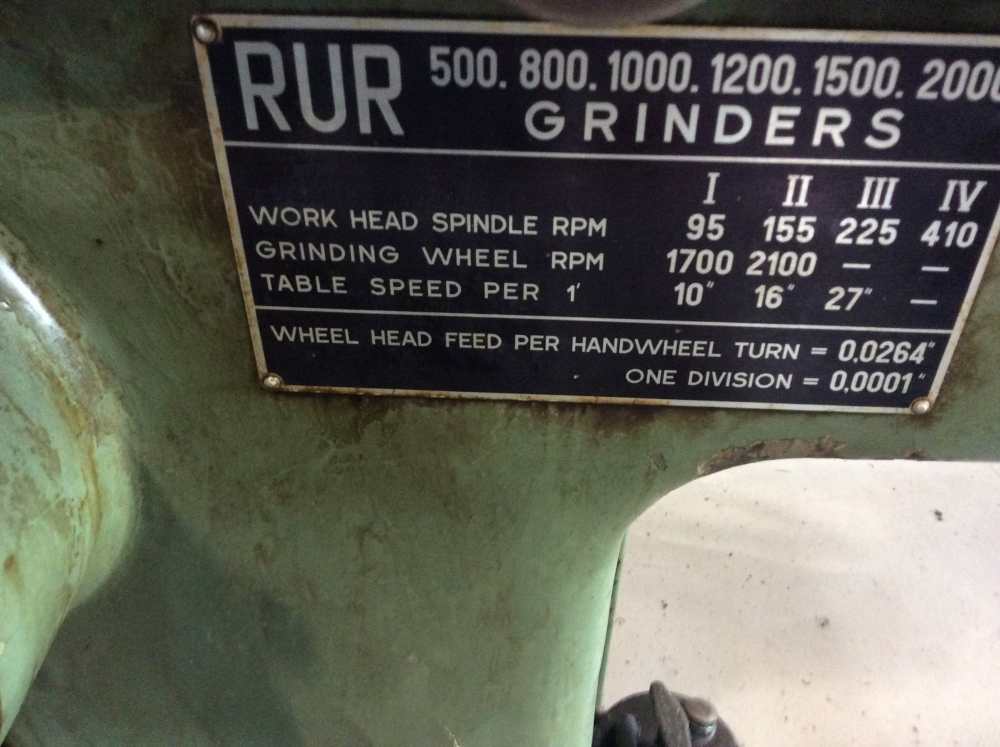 RUR 500. 800. 1000. 1200. 1500. 2000
GRINDERS
I II III IV
WORK HEAD SPINDLE RPM 95 155 225 410
GRINDING WHEEL RPM 1700 2100 — —
TABLE SPEED PER 1' 10" 16" 27" —
WHEEL HEAD FEED PER HANDWHEEL TURN = 0,0264"
ONE DIVISION = 0,0001"